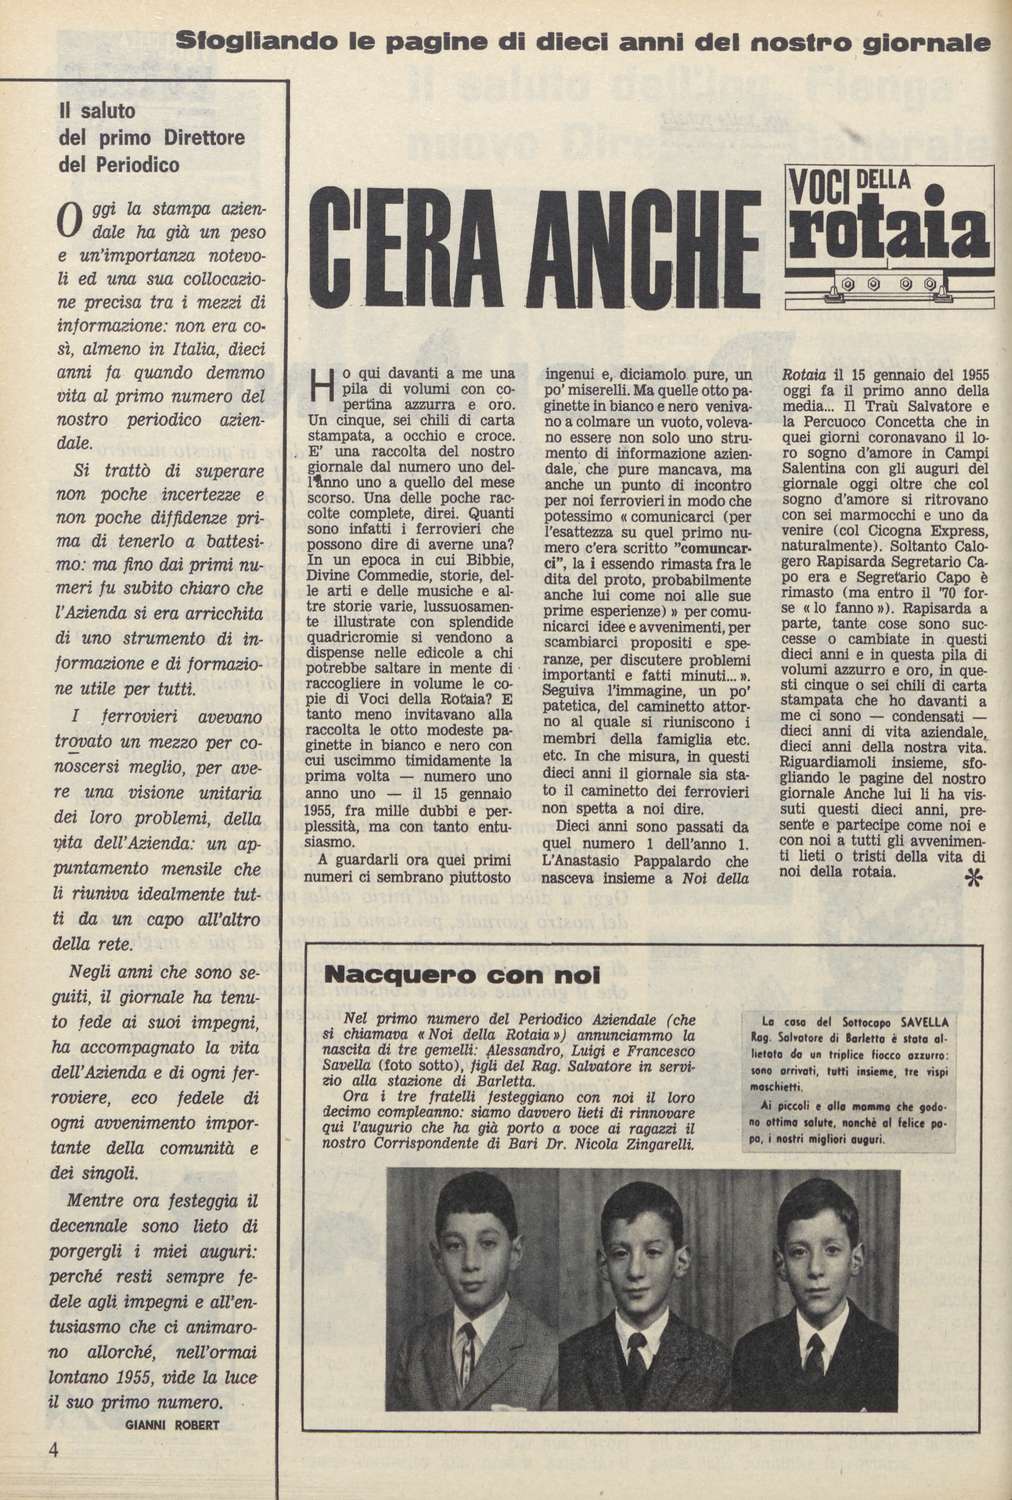 Sfogliando le pagine di dieci anni del nostro giornale
Il saluto
del primo Direttore
del Periodico
Oggi la stampa azien-
dale ha già un peso
e un'importanza notevo-
li ed una sua collocazio-
ne precisa tra i mezzi di
informazione: non era co-
sì, almeno in Italia, dieci
anni fa quando demmo
vita al primo numero del
nostro periodico azien-
dale.
Si trattò di superare
non poche incertezze e
non poche diffidenze pri-
ma di tenerlo a battesi-
mo: ma fino dai primi nu-
meri fu subito chiaro che
l'Azienda si era arricchita
di uno strumento di in-
formazione e di formazio-
ne utile per tutti.
I ferrovieri avevano
trovato un mezzo per co-
noscersi meglio, per ave-
re una visione unitaria
dei loro problemi, della
vita dell'Azienda: un ap-
puntamento mensile che
li riuniva idealmente tut-
ti da un capo all'altro
della rete.
Negli anni che sono se-
guiti, il giornale ha tenu-
to fede ai suoi impegni,
ha accompagnato la vita
dell'Azienda e di ogni fer-
roviere, eco fedele di
ogni avvenimento impor-
tante della comunità e
dei singoli.
Mentre ora festeggia il
decennale sono lieto di
porgergli i miei auguri:
perché resti sempre fe-
dele agli impegni e all'en-
tusiasmo che ci animaro-
no allorché, nell'ormai
lontano 1955, vide la luce
il suo primo numero.
GIANNI ROBERT
4
C'ERA ANCHE
VOCI DELLA
rotaia
Ho qui davanti a me una
pila di volumi con co-
pertina azzurra e oro.
Un cinque, sei chili di carta
stampata, a occhio e croce.
E' una raccolta del nostro
giornale dal numero uno del-
l'anno uno a quello del mese
scorso. Una delle poche rac-
colte complete, direi. Quanti
sono infatti i ferrovieri che
possono dire di averne una?
In un epoca in cui Bibbie,
Divine Commedie, storie, del-
le arti e delle musiche e al-
tre storie varie, lussuosamen-
te illustrate con splendide
quadricromie si vendono a
dispense nelle edicole a chi
potrebbe saltare in mente di
raccogliere in volume le co-
pie di Voci della Rotaia? E
tanto meno invitavano alla
raccolta le otto modeste pa-
ginette in bianco e nero con
cui uscimmo timidamente la
prima volta — numero uno
anno uno — il 15 gennaio
1955, fra mille dubbi e per-
plessità, ma con tanto entu-
siasmo.
A guardarli ora quei primi
numeri ci sembrano piuttosto
ingenui e, diciamolo pure, un
po' miserelli. Ma quelle otto pa-
ginette in bianco e nero veniva-
no a colmare un vuoto, voleva-
no essere non solo uno stru-
mento di informazione azien-
dale, che pure mancava, ma
anche un punto di incontro
per noi ferrovieri in modo che
potessimo « comunicarci (per
l'esattezza su quel primo nu-
mero c'era scritto "comuncar-
ci", la i essendo rimasta fra le
dita del proto, probabilmente
anche lui come noi alle sue
prime esperienze) » per comu-
nicarci idee e avvenimenti, per
scambiarci propositi e spe-
ranze, per discutere problemi
importanti e fatti minuti... ».
Seguiva l'immagine, un po'
patetica, del caminetto attor-
no al quale si riuniscono i
membri della famiglia etc.
etc. In che misura, in questi
dieci anni il giornale sia sta-
to il caminetto dei ferrovieri
non spetta a noi dire.
Dieci anni sono passati da
quel numero 1 dell'anno 1.
L'Anastasio Pappalardo che
nasceva insieme a Noi della
Rotaia il 15 gennaio del 1955
oggi fa il primo anno della
media... Il Traù Salvatore e
la Percuoco Concetta che in
quei giorni coronavano il lo-
ro sogno d'amore in Campi
Salentina con gli auguri del
giornale oggi oltre che col
sogno d'amore si ritrovano
con sei marmocchi e uno da
venire (col Cicogna Express,
naturalmente). Soltanto Calo-
gero Rapisarda Segretario Ca-
po era e Segretario Capo è
rimasto (ma entro il '70 for-
se « lo fanno »). Rapisarda a
parte, tante cose sono suc-
cesse o cambiate in questi
dieci anni e in questa pila di
volumi azzurro e oro, in que-
sti cinque o sei chili di carta
stampata che ho davanti a
me ci sono — condensati —
dieci anni di vita aziendale,
dieci anni della nostra vita.
Riguardiamoli insieme, sfo-
gliando le pagine del nostro
giornale Anche lui li ha vis-
suti questi dieci anni, pre-
sente e partecipe come noi e
con noi a tutti gli avvenimen-
ti lieti o tristi della vita di
noi della rotaia. *
Nacquero con noi
Nel primo numero del Periodico Aziendale (che
si chiamava « Noi della Rotaia ») annunciammo la
nascita di tre gemelli: Alessandro, Luigi e Francesco
Savella (foto sotto), figli del Rag. Salvatore in servi-
zio alla stazione di Barletta.
Ora i tre fratelli festeggiano con noi il loro
decimo compleanno: siamo davvero lieti di rinnovare
qui l'augurio che ha già porto a voce ai ragazzi il
nostro Corrispondente di Bari Dr. Nicola Zingarelli.
La casa del Sottocapo SAVELLA
Rag. Salvatore di Barletta è stata al-
lietata da un triplice fiocco azzurro:
sono arrivati, tutti insieme, tre vispi
maschietti.
Ai piccoli e alla mamma che godo-
no ottima salute, nonchè al felice pa-
pa, i nostri migliori auguri.